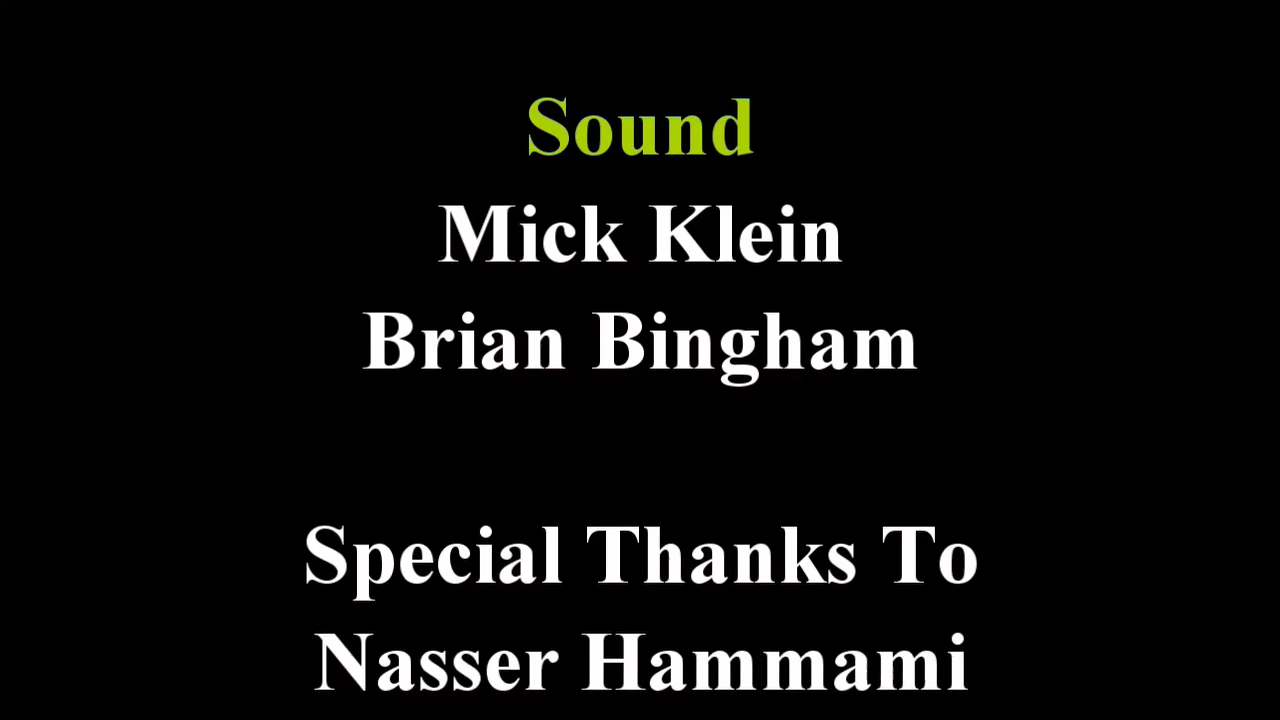 Sound
Mick Klein
Brian Bingham
Special Thanks To
Nasser Hammami